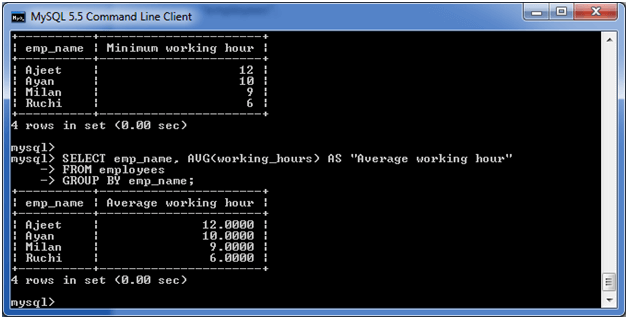 MySQL 5.5 Command Line Client
+-----------+----------------------+
| emp_name | Minimum working hour |
+-----------+----------------------+
| Ajeet | 12 |
| Ayan | 10 |
| Milan | 9 |
| Ruchi | 6 |
+-----------+----------------------+
4 rows in set (0.00 sec)
mysql>
mysql> SELECT emp_name, AVG(working_hours) AS "Average working hour"
-> FROM employees
-> GROUP BY emp_name;
+-----------+----------------------+
| emp_name | Average working hour |
+-----------+----------------------+
| Ajeet | 12.0000 |
| Ayan | 10.0000 |
| Milan | 9.0000 |
| Ruchi | 6.0000 |
+-----------+----------------------+
4 rows in set (0.00 sec)
mysql>